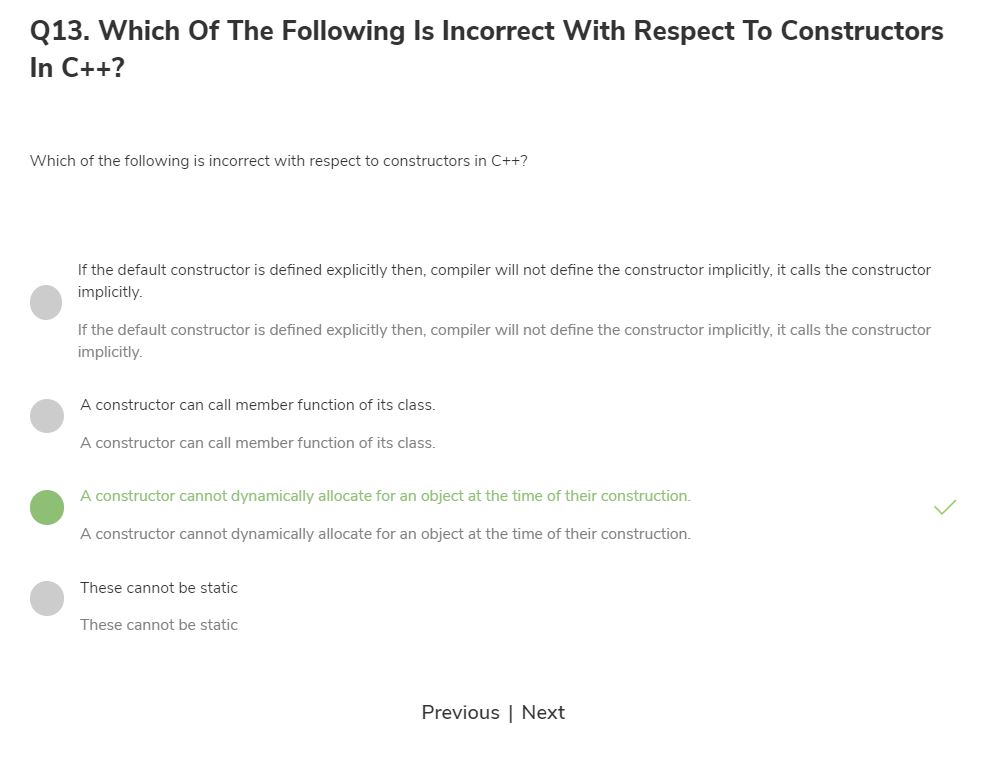 Q13. Which Of The Following Is Incorrect With Respect To Constructors
In C++?
Which of the following is incorrect with respect to constructors in C++?
If the default constructor is defined explicitly then, compiler will not define the constructor implicitly, it calls the constructor
implicitly.
If the default constructor is defined explicitly then, compiler will not define the constructor implicitly, it calls the constructor
implicitly.
A constructor can call member function of its class.
A constructor can call member function of its class.
A constructor cannot dynamically allocate for an object at the time of their construction.
A constructor cannot dynamically allocate for an object at the time of their construction.
These cannot be static
These cannot be static
Previous | Next